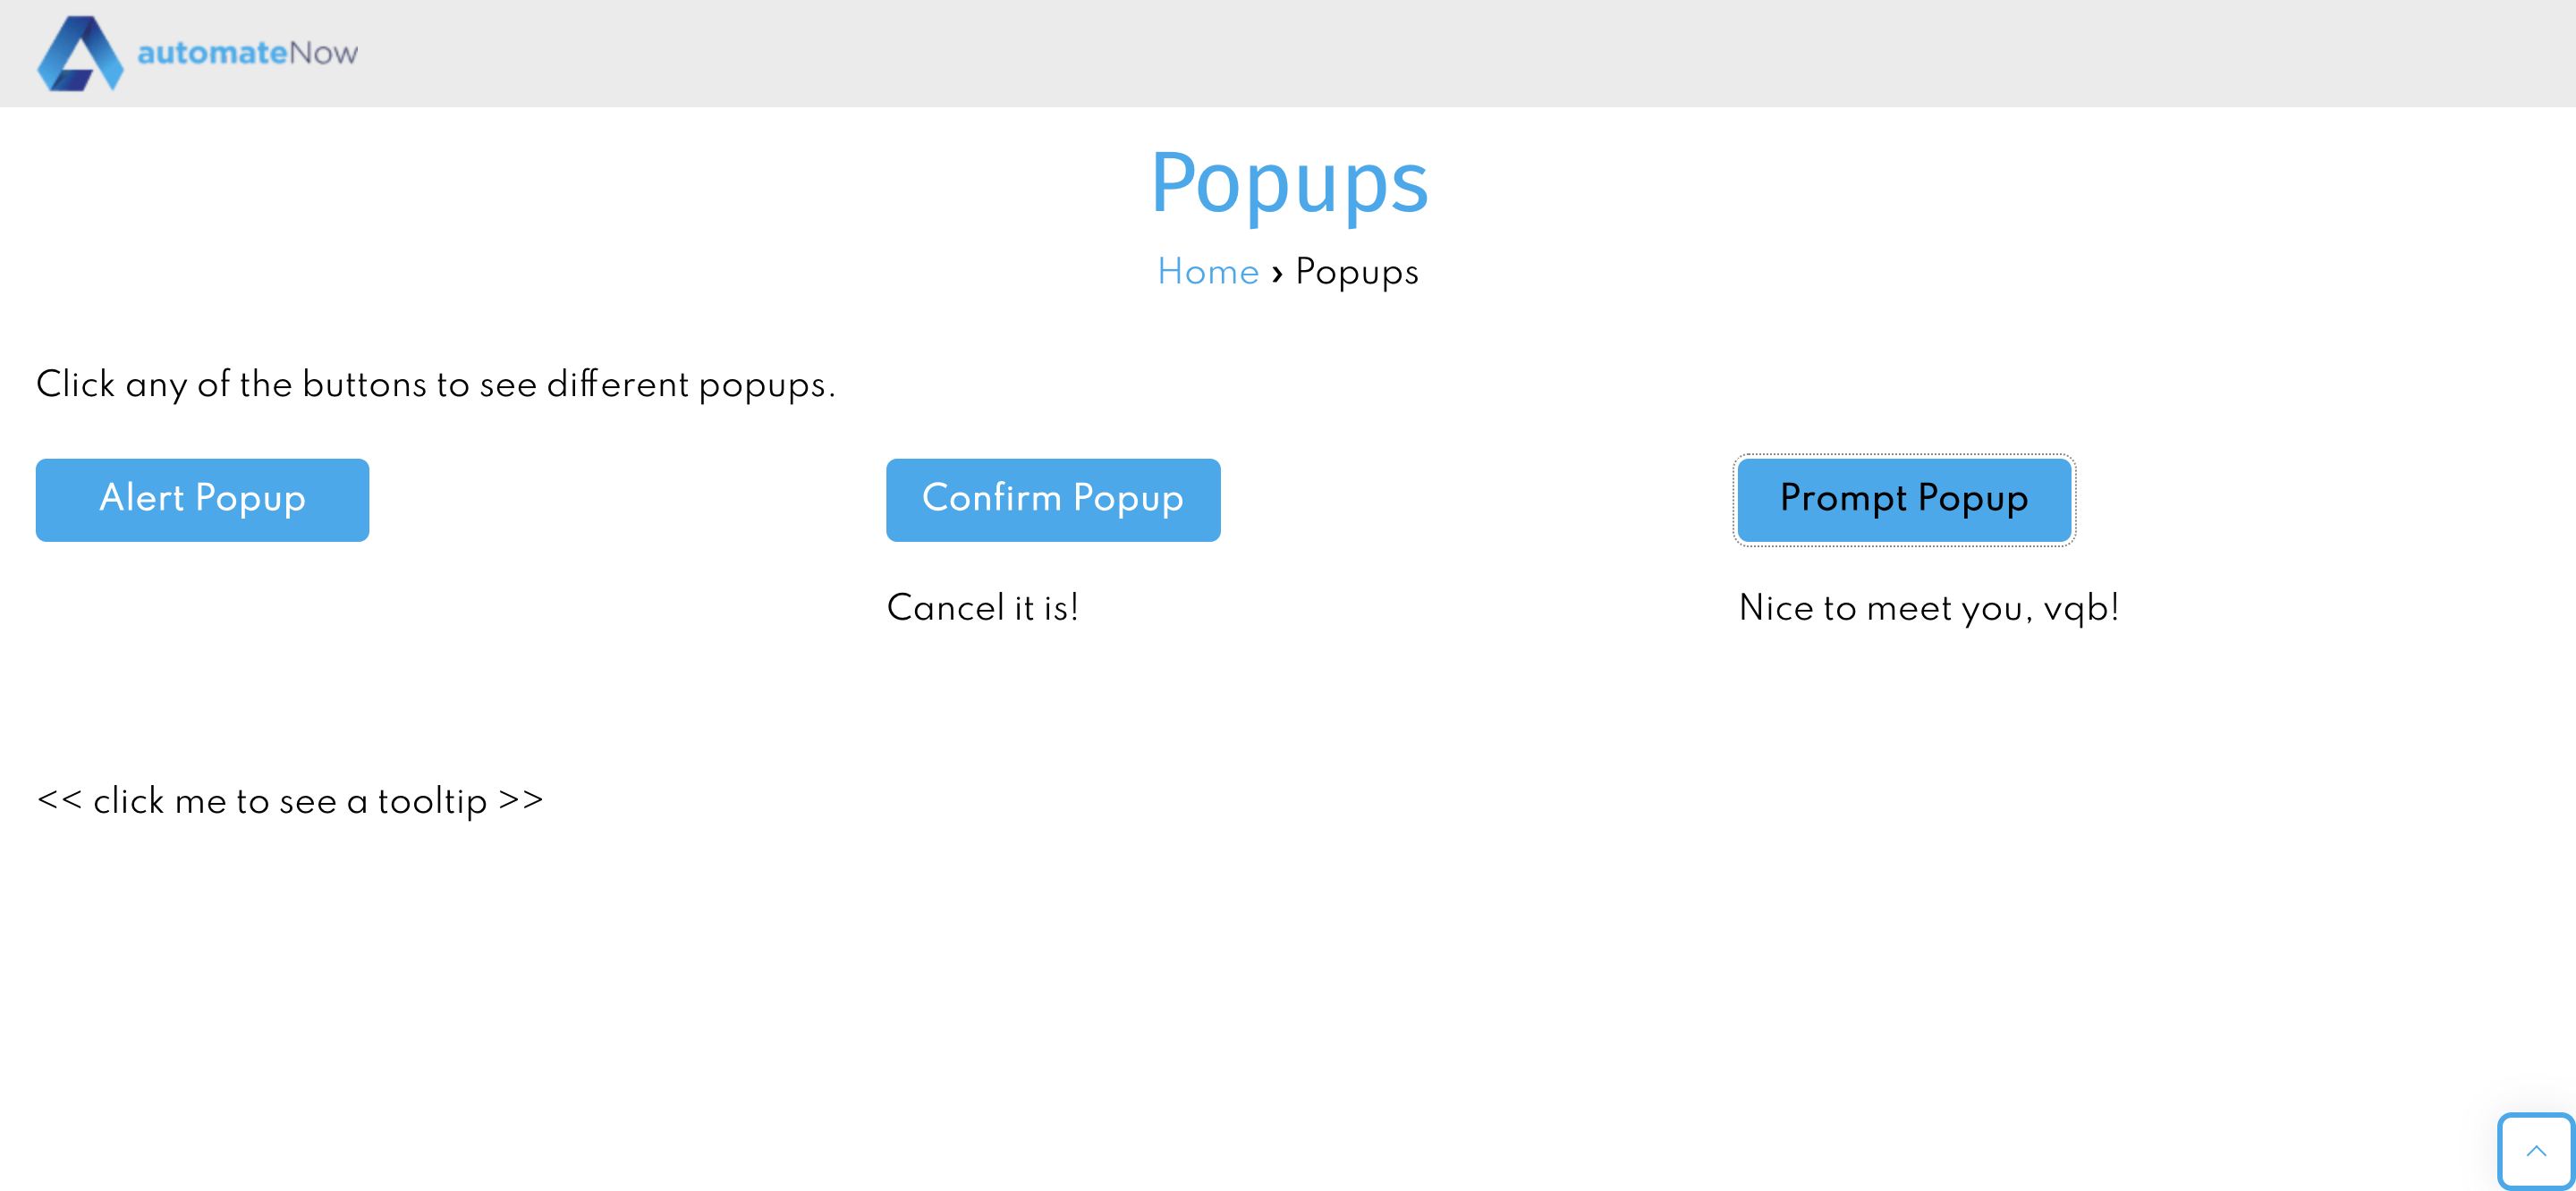 automateNow
Popups
Home › Popups
Click any of the buttons to see different popups.
Alert Popup
Confirm Popup
Prompt Popup
Cancel it is!
Nice to meet you, vqb!
<< click me to see a tooltip >>